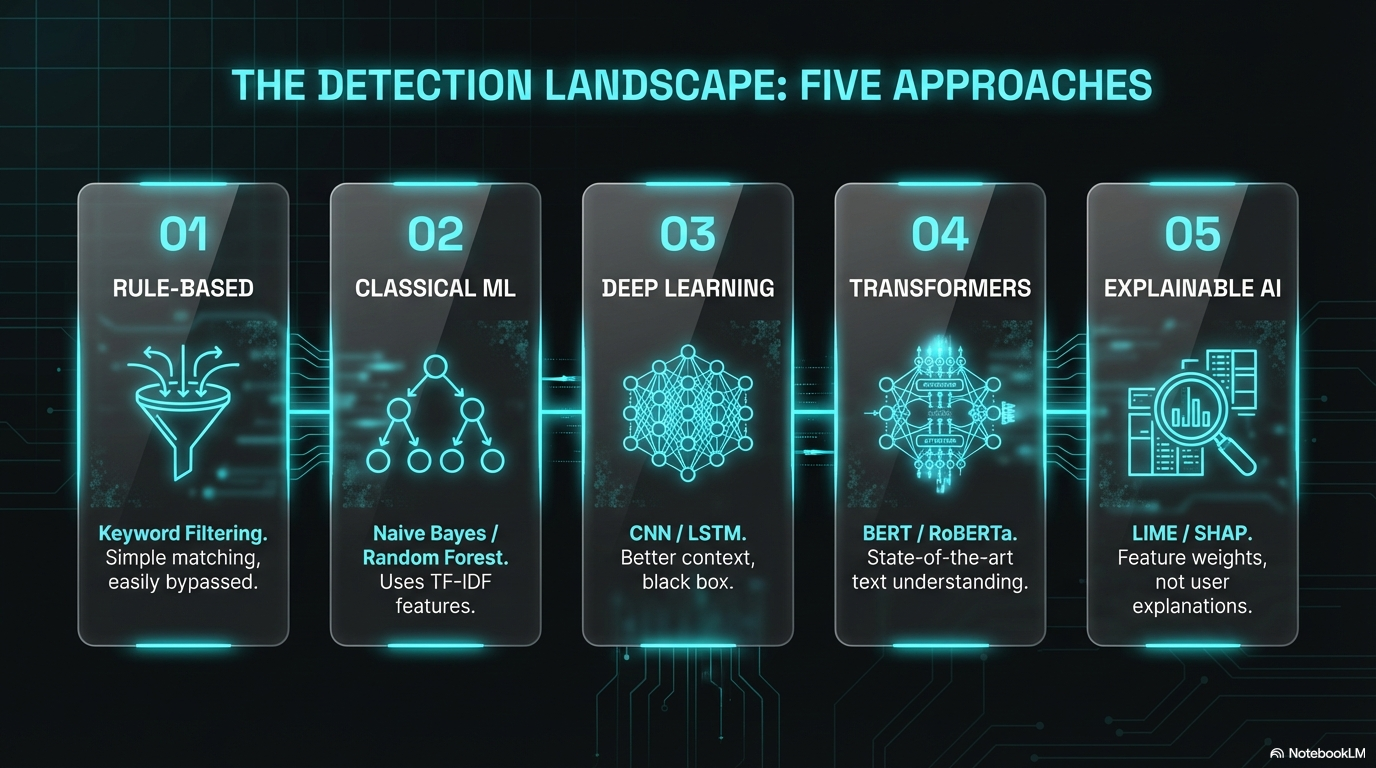 THE DETECTION LANDSCAPE: FIVE APPROACHES
01
RULE-BASED
Keyword Filtering.
Simple matching,
easily bypassed.
02
CLASSICAL ML
Naive Bayes /
Random Forest.
Uses TF-IDF
features.
03
DEEP LEARNING
CNN / LSTM.
Better context,
black box.
04
TRANSFORMERS
BERT / RoBERTa.
State-of-the-art
text understanding.
05
EXPLAINABLE AI
LIME / SHAP.
Feature weights,
not user
explanations.
NotebookLM